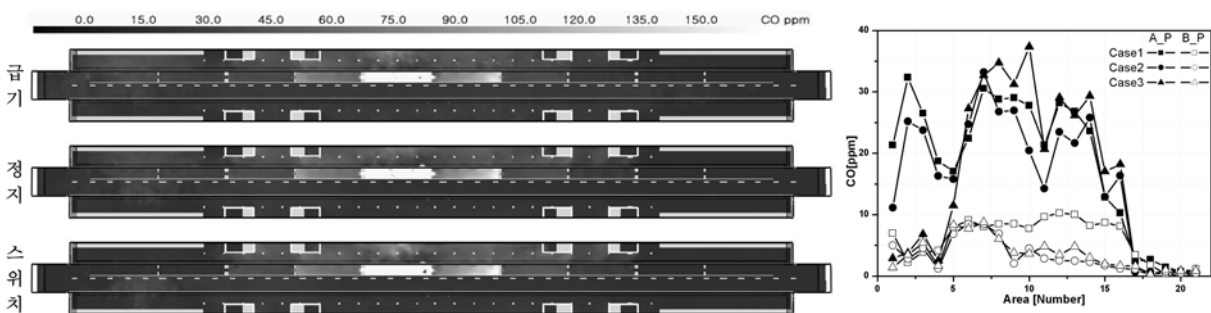 0.0 15.0 30.0 45.0 60.0 75.0 90.0 105.0 120.0 135.0 150.0 CO ppm
급
기
정
지
스
위
치
40
30
20
10
0
CO[ppm]
A_P B_P
Case1
Case2
Case3
0 5 10 15 20
Area [Number]